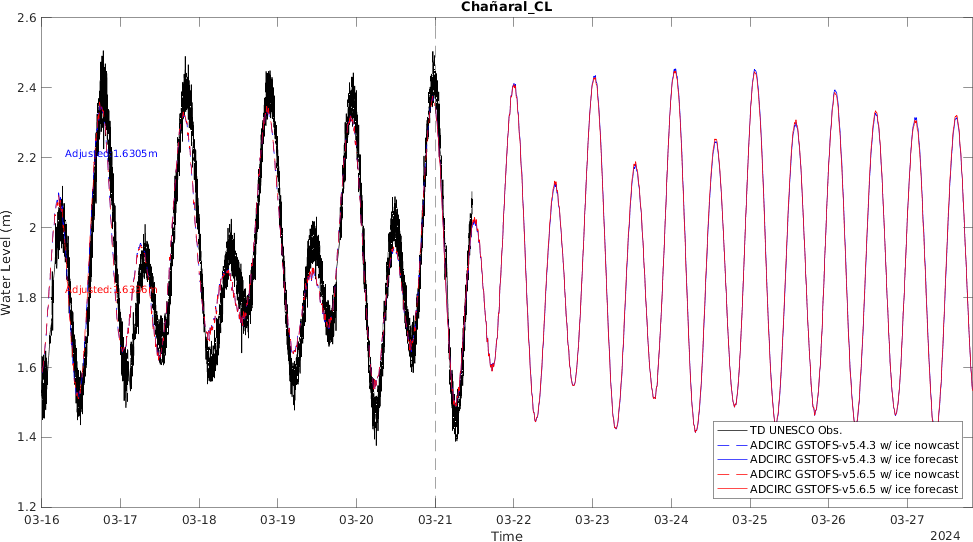 Chañaral_CL
2.6
2.4
2.2
2
1.8
1.6
1.4
1.2
Water Level (m)
Adjusted:1.6305m
TD UNESCO Obs.
ADCIRC GSTOFS-v5.4.3 w/ ice nowcast
ADCIRC GSTOFS-v5.4.3 w/ ice forecast
ADCIRC GSTOFS-v5.6.5 w/ ice nowcast
ADCIRC GSTOFS-v5.6.5 w/ ice forecast
03-16 03-17 03-18 03-19 03-20 03-21 03-22 03-23 03-24 03-25 03-26 03-27
Time
2024